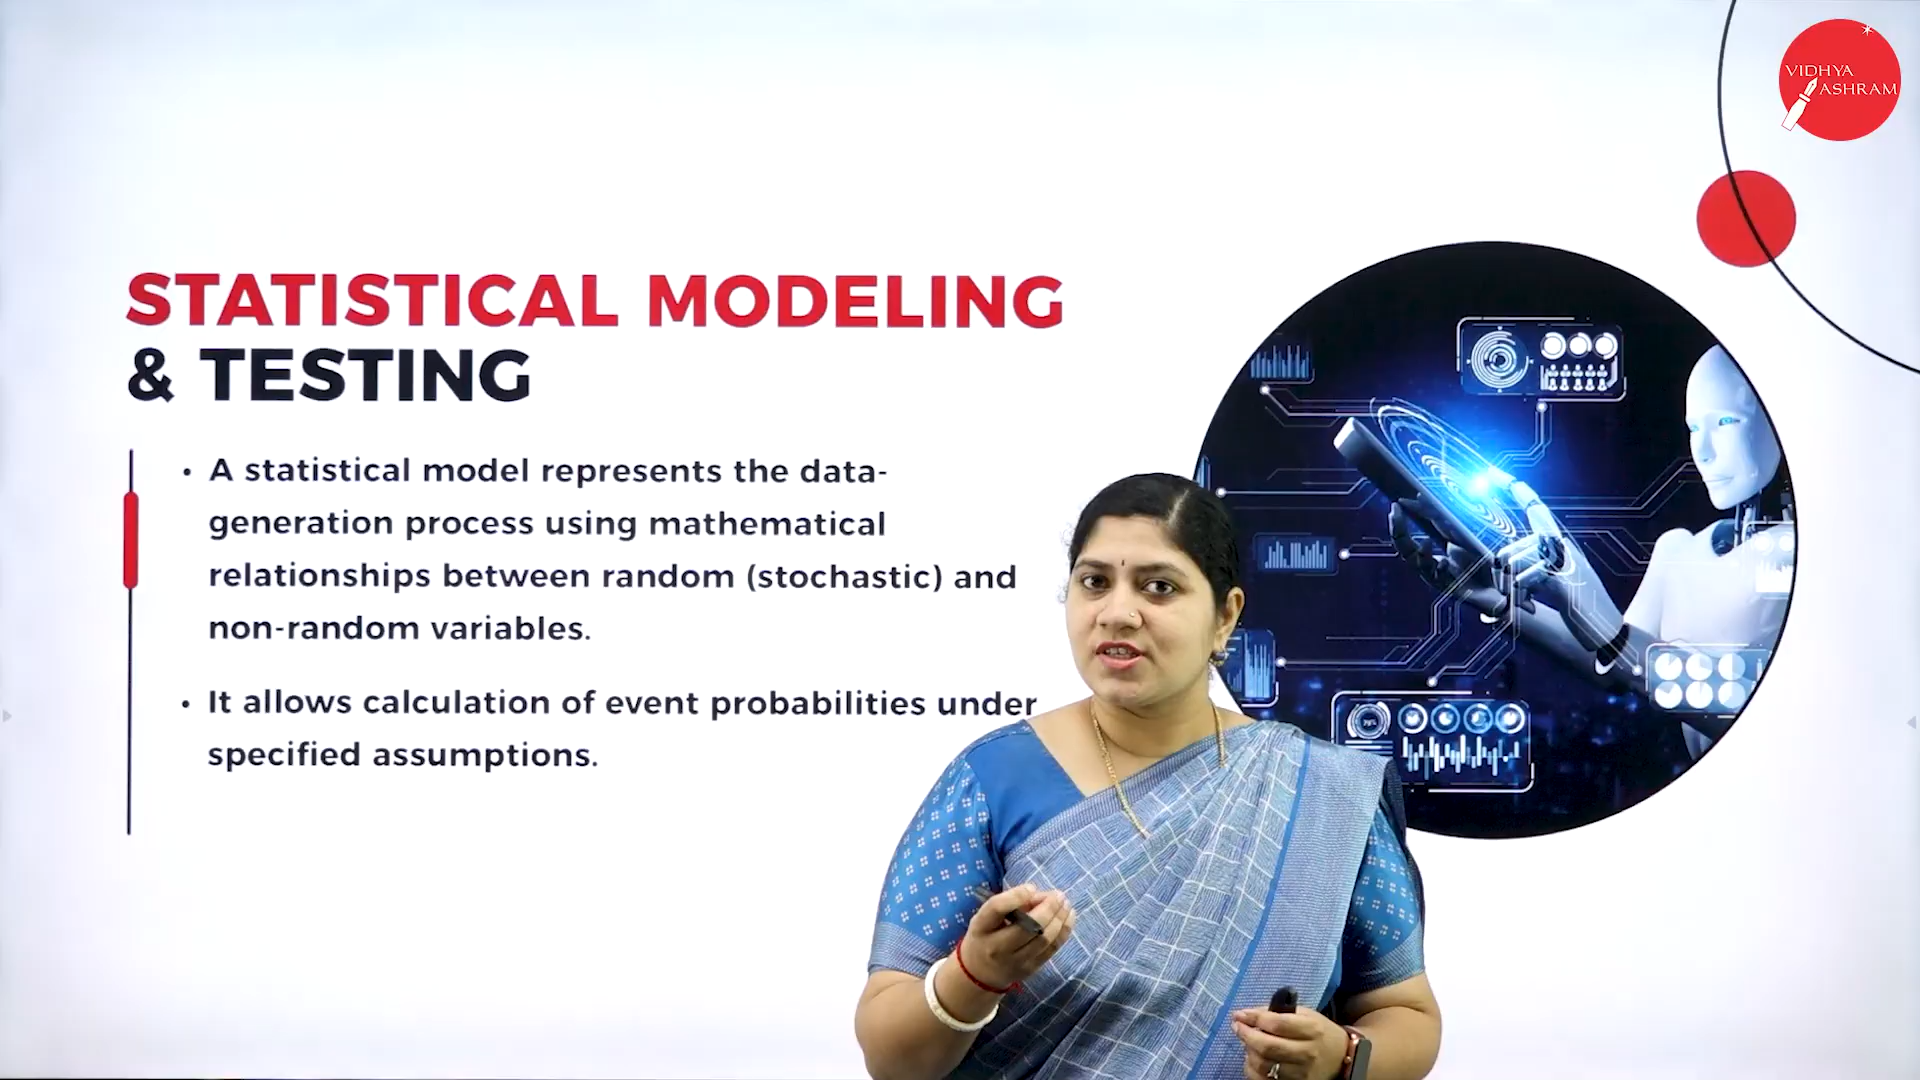 VIDHYA
ASHRAM
STATISTICAL MODELING
& TESTING
• A statistical model represents the data-
generation process using mathematical
relationships between random (stochastic) and
non-random variables.
• It allows calculation of event probabilities under
specified assumptions.